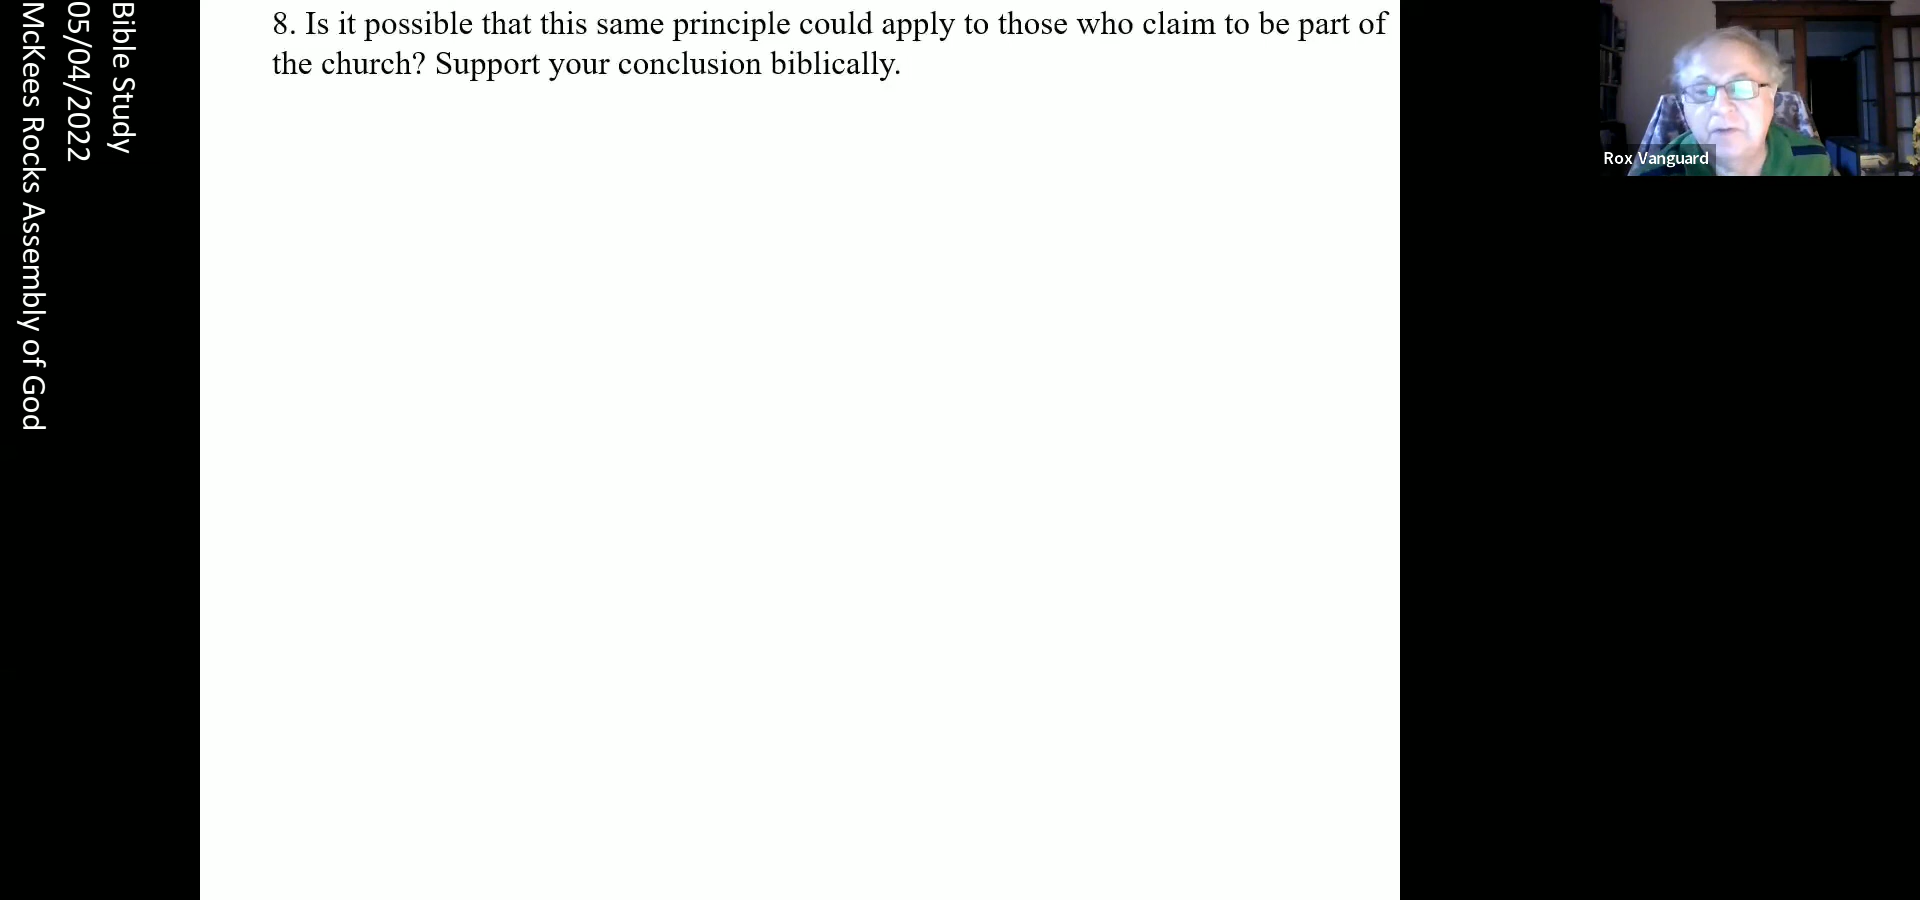 Bible Study
05/04/2022
McKees Rocks Assembly of God
8. Is it possible that this same principle could apply to those who claim to be part of
the church? Support your conclusion biblically.
Rox Vanguard